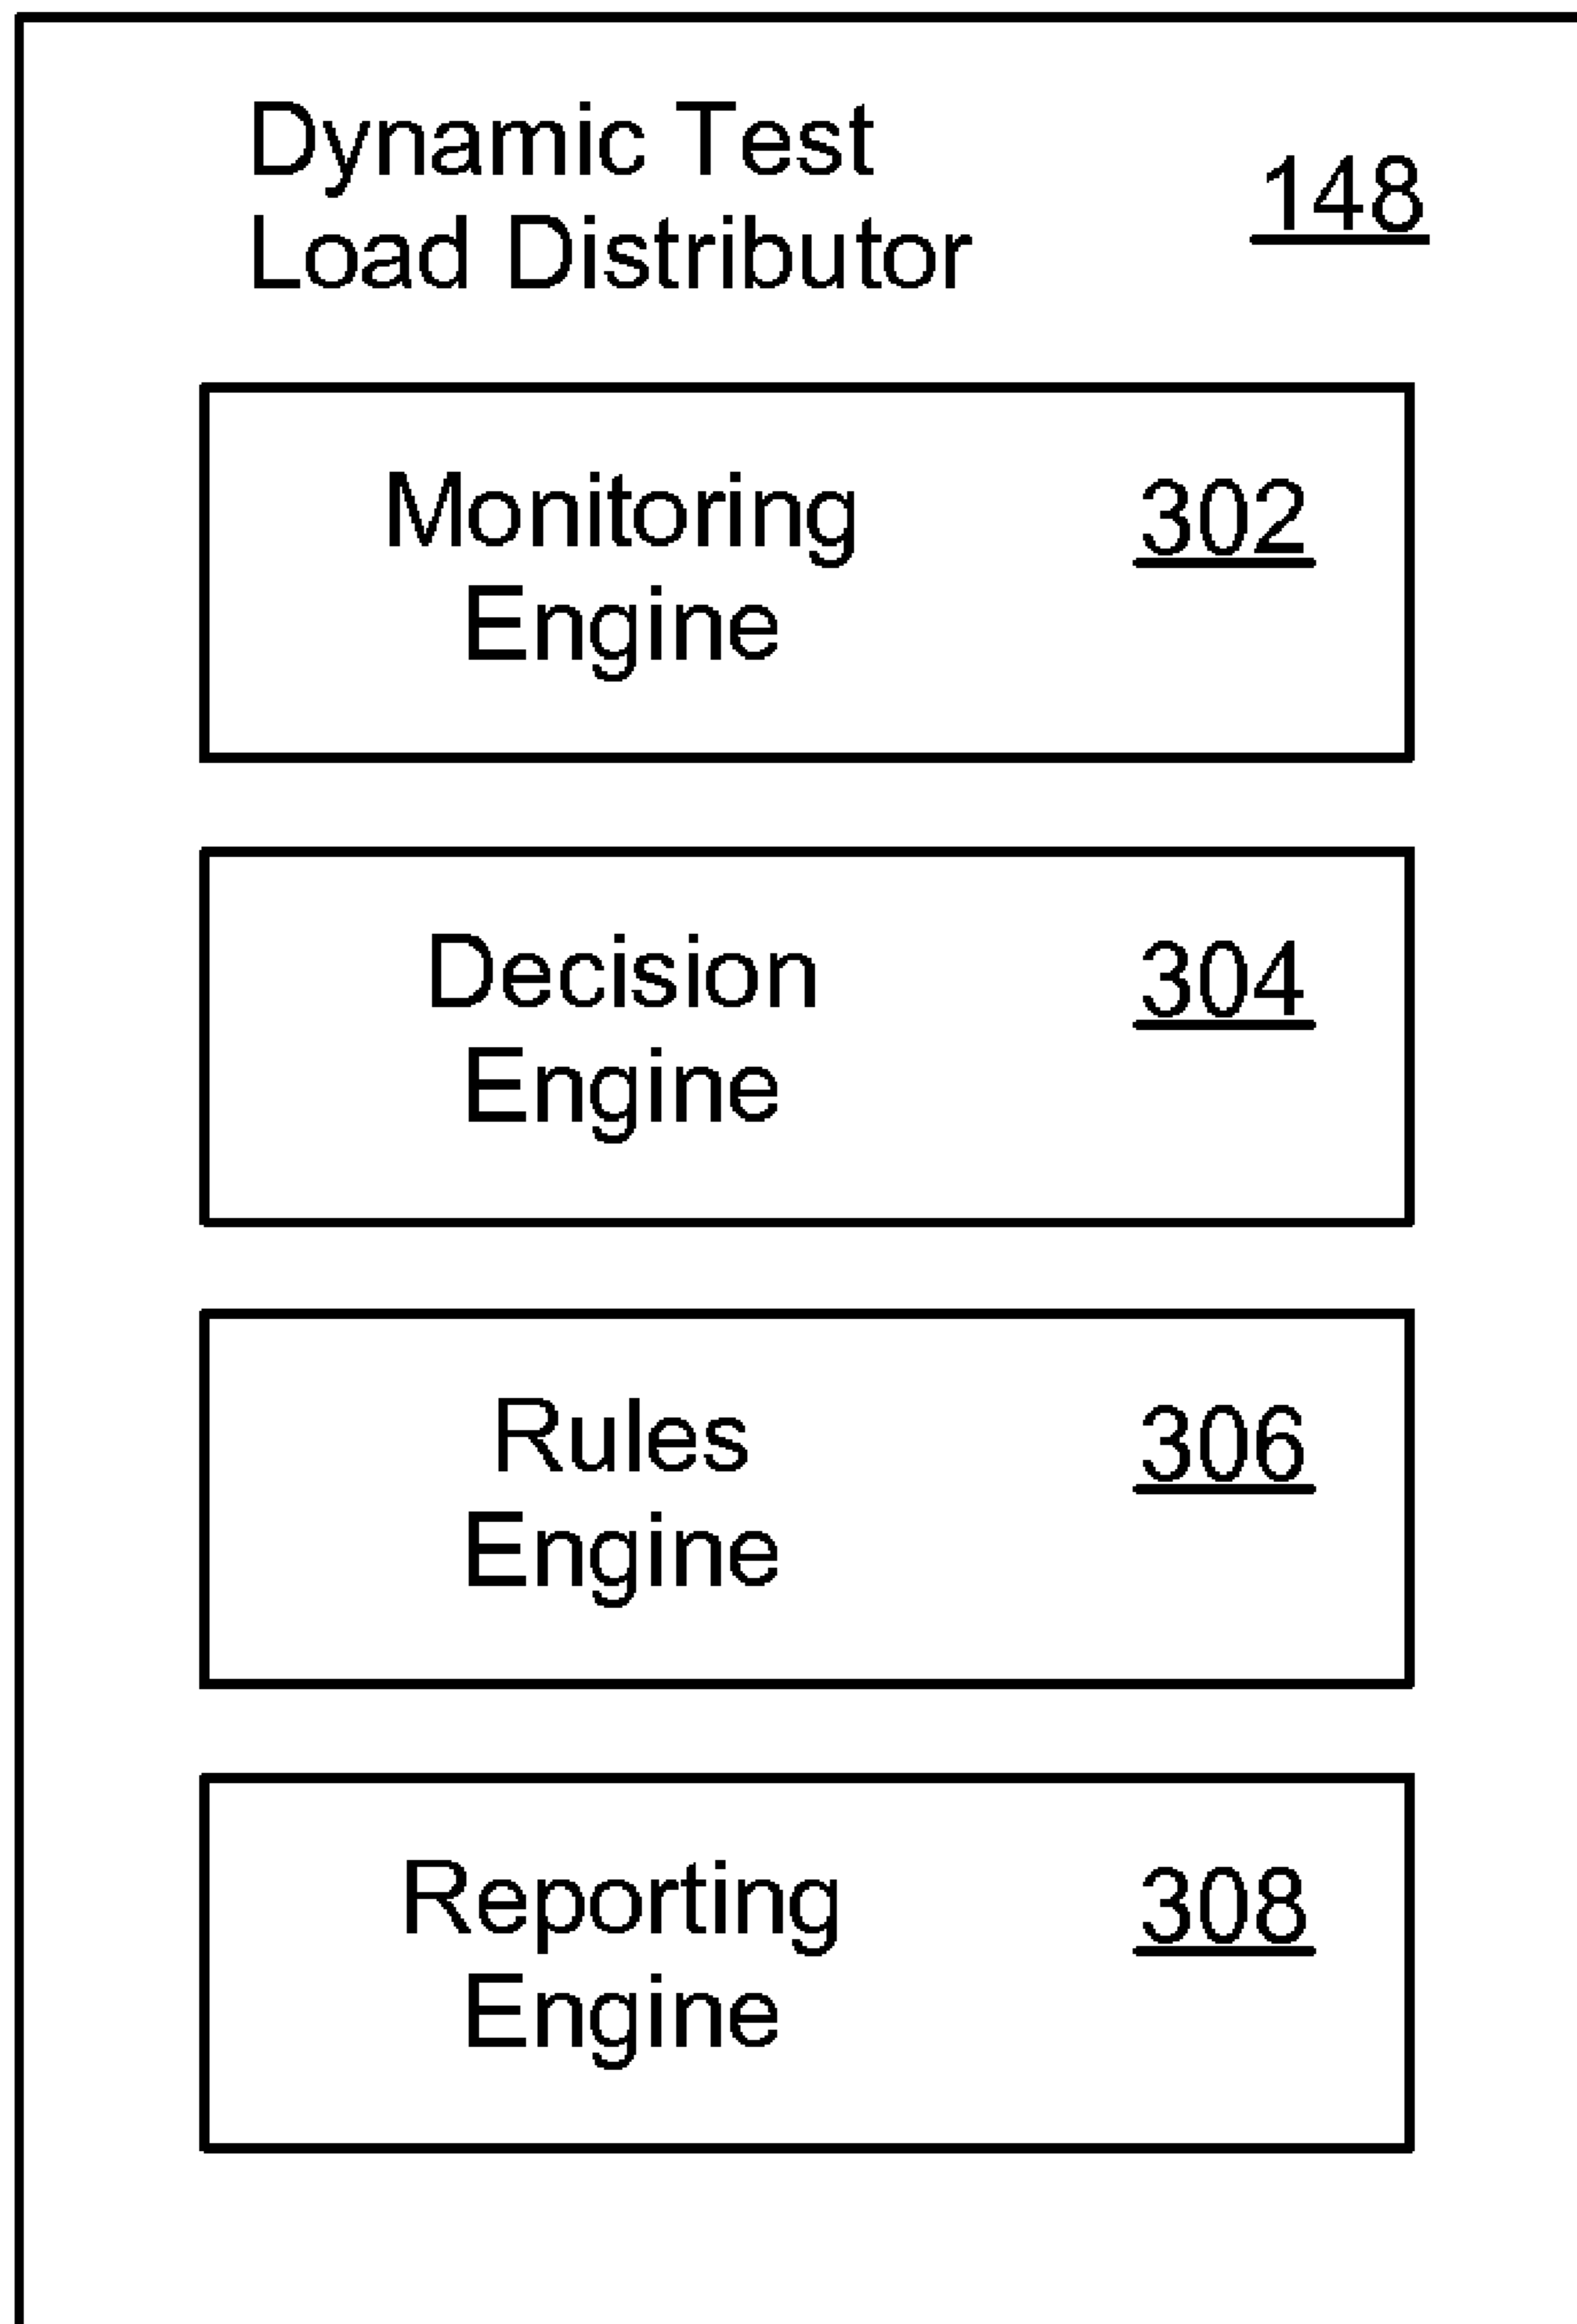 Dynamic Test
Load Distributor
148
Monitoring
Engine
302
Decision
Engine
304
Rules
Engine
306
Reporting
Engine
308